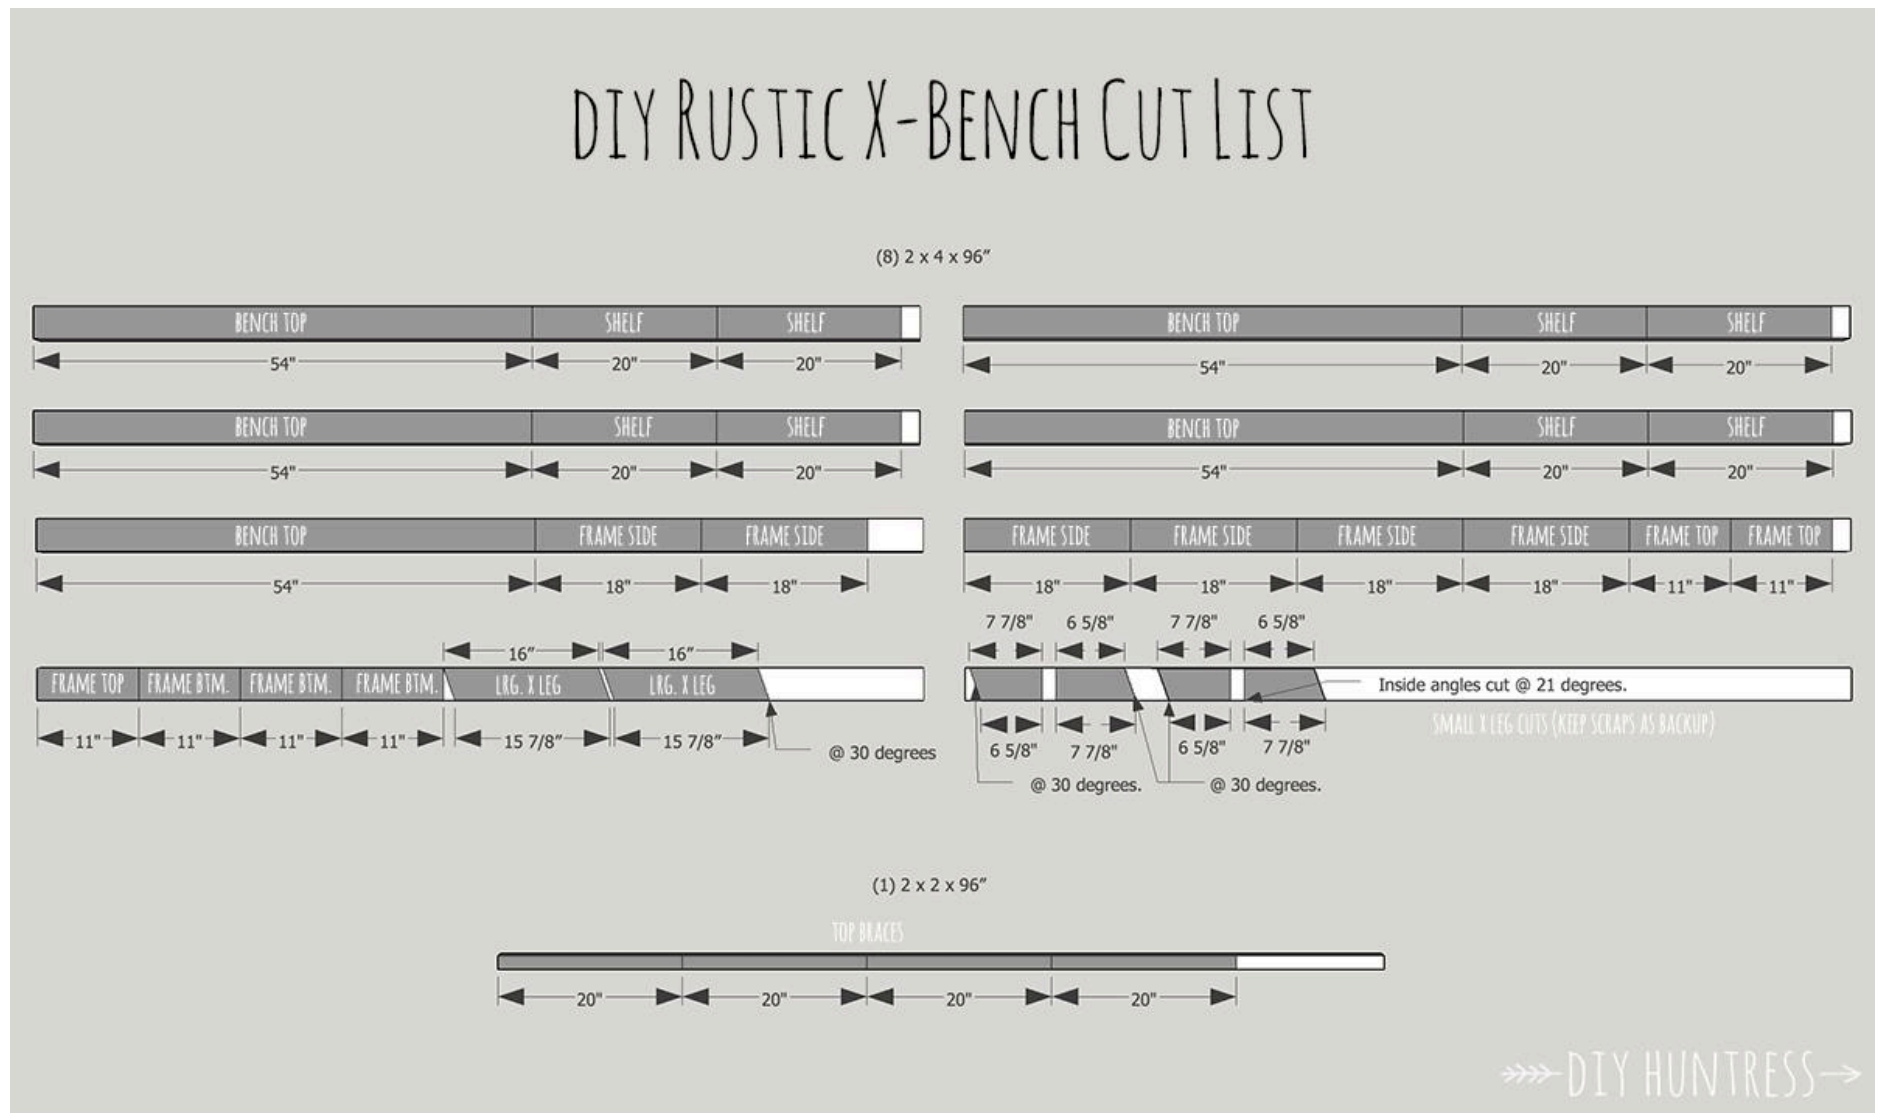 DIY RUSTIC X-BENCH CUT LIST
(8) 2 x 4 x 96”
BENCH TOP SHELF SHELF
54" 20" 20"
BENCH TOP SHELF SHELF
54" 20" 20"
BENCH TOP SHELF SHELF
54" 20" 20"
BENCH TOP SHELF SHELF
54" 20" 20"
BENCH TOP FRAME SIDE FRAME SIDE
54" 18" 18"
FRAME SIDE FRAME SIDE FRAME SIDE FRAME SIDE FRAME TOP FRAME TOP
18" 18" 18" 18" 11" 11"
16” 16”
FRAME TOP FRAME BTM. FRAME BTM. FRAME BTM. LRG. X LEG LRG. X LEG
11" 11" 11" 11" 15 7/8” 15 7/8”
@ 30 degrees
7 7/8" 6 5/8" 7 7/8" 6 5/8"
Inside angles cut @ 21 degrees.
SMALL X LEG CUTS (KEEP SCRAPS AS BACKUP)
6 5/8" 7 7/8" 6 5/8" 7 7/8"
@ 30 degrees. @ 30 degrees.
(1) 2 x 2 x 96”
TOP BRACES
20" 20" 20" 20"
DIY HUNTRESS